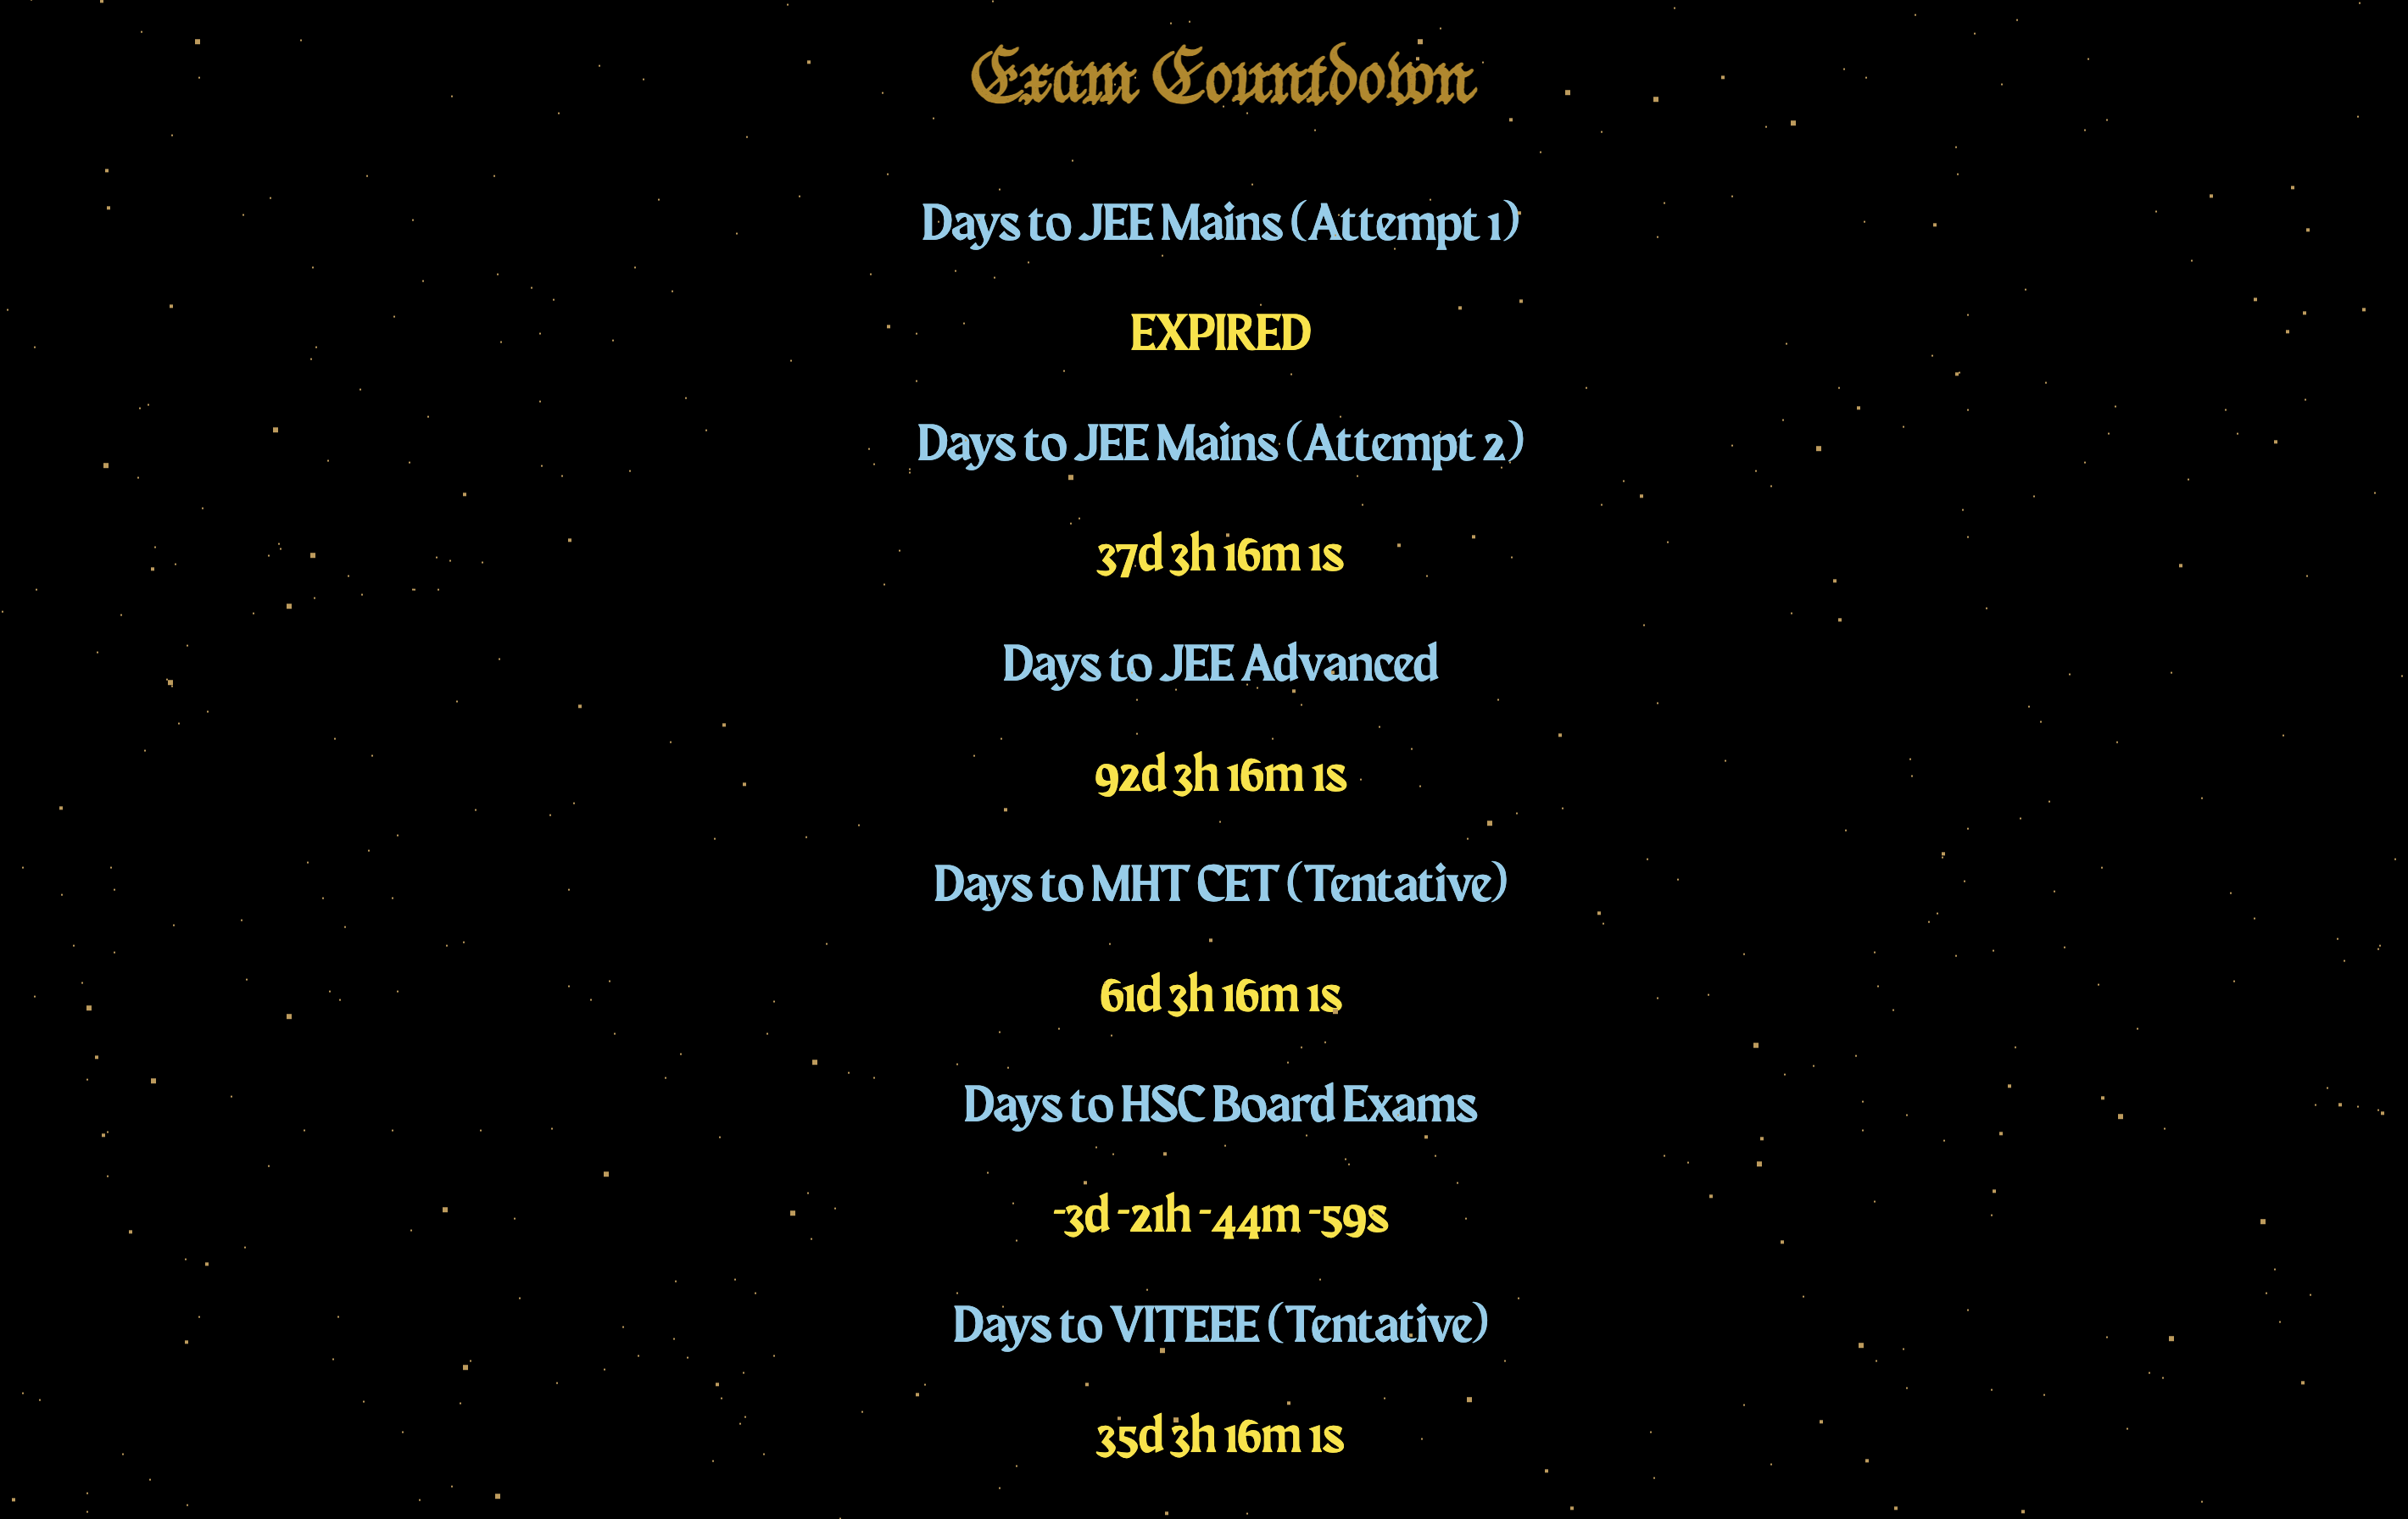 Exam Countdown
Days to JEE Mains (Attempt 1)
EXPIRED
Days to JEE Mains (Attempt 2)
37d 3h 16m 1s
Days to JEE Advanced
92d 3h 16m 1s
Days to MHT CET (Tentative)
61d 3h 16m 1s
Days to HSC Board Exams
-3d -21h -44m -59s
Days to VITEEE (Tentative)
35d 3h 16m 1s